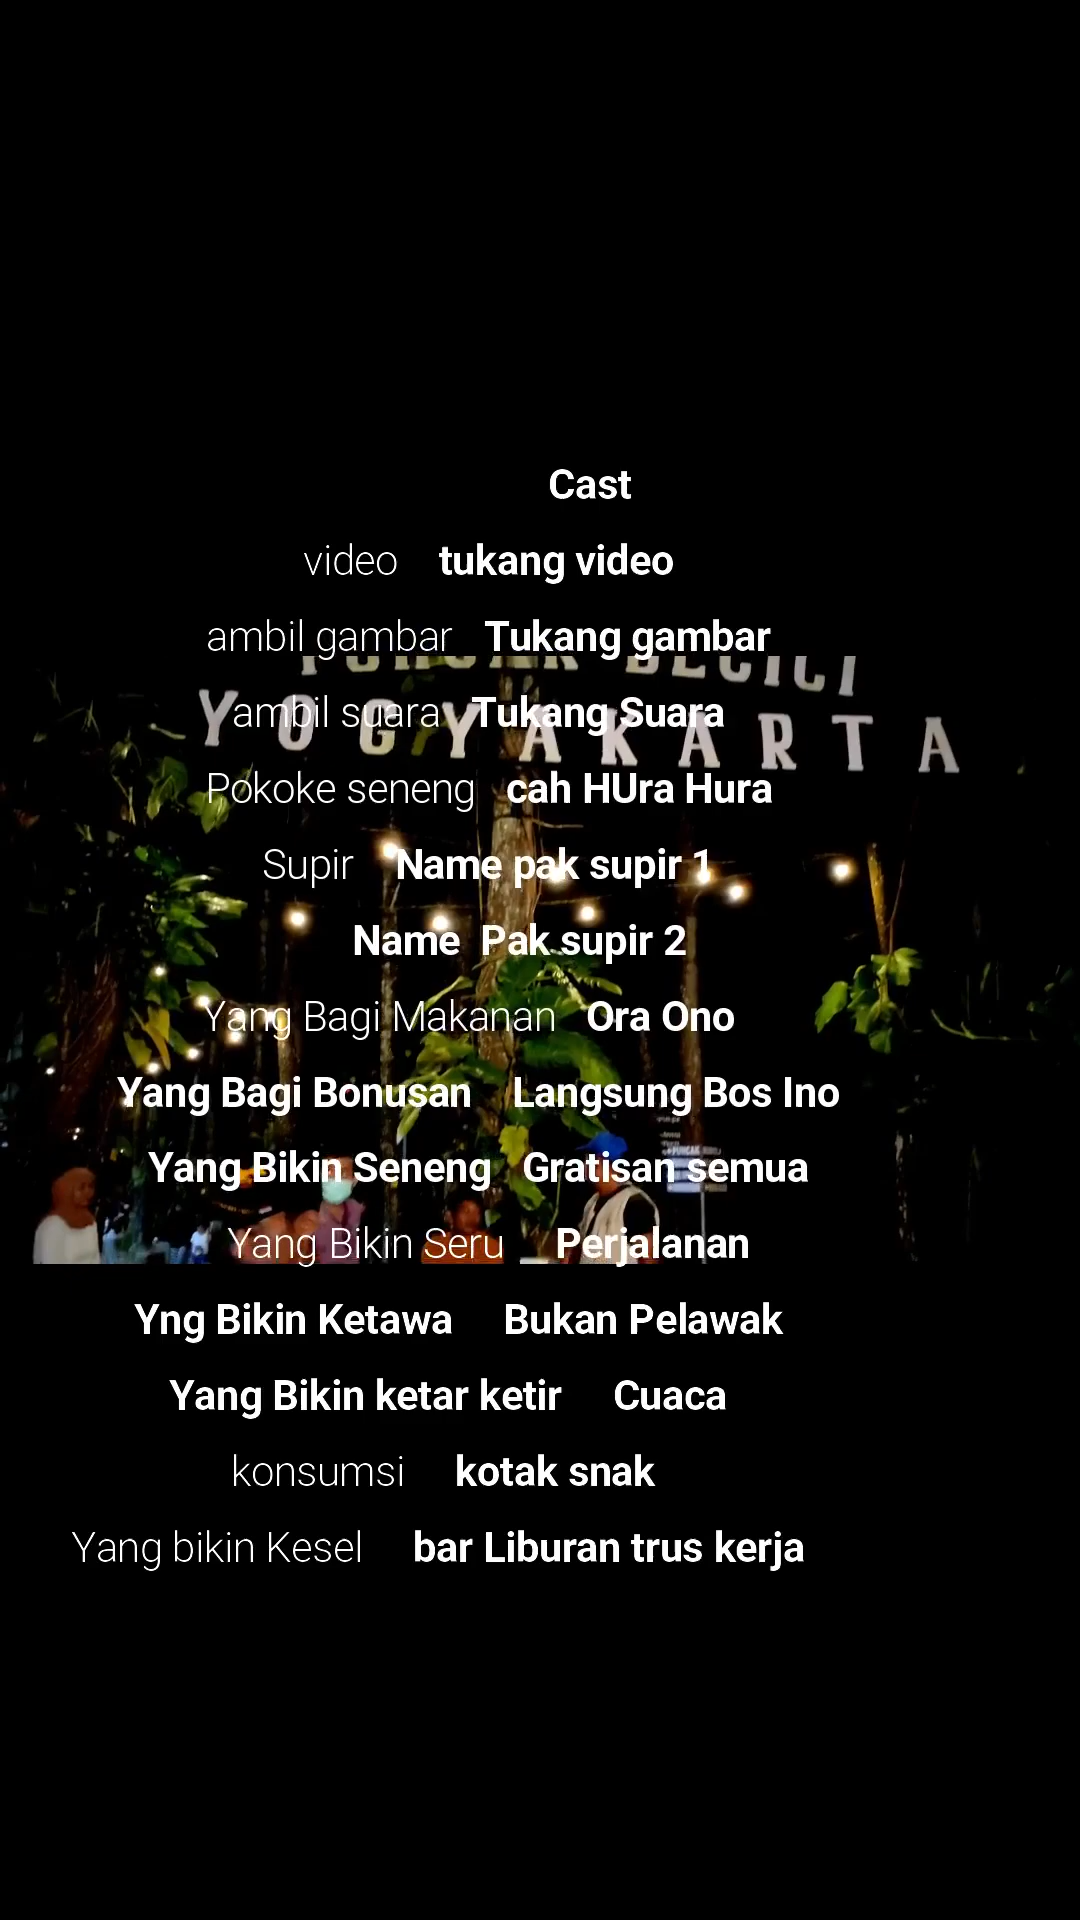 Cast
video tukang video
ambil gambar Tukang gambar
PUNCAK BECICI
YOGYAKARTA
ambil suara Tukang Suara
Pokoke seneng cah HUra Hura
Supir Name pak supir 1
Name Pak supir 2
Yang Bagi Makanan Ora Ono
Yang Bagi Bonusan Langsung Bos Ino
Yang Bikin Seneng Gratisan semua
Yang Bikin Seru Perjalanan
Yng Bikin Ketawa Bukan Pelawak
Yang Bikin ketar ketir Cuaca
konsumsi kotak snak
Yang bikin Kesel bar Liburan trus kerja